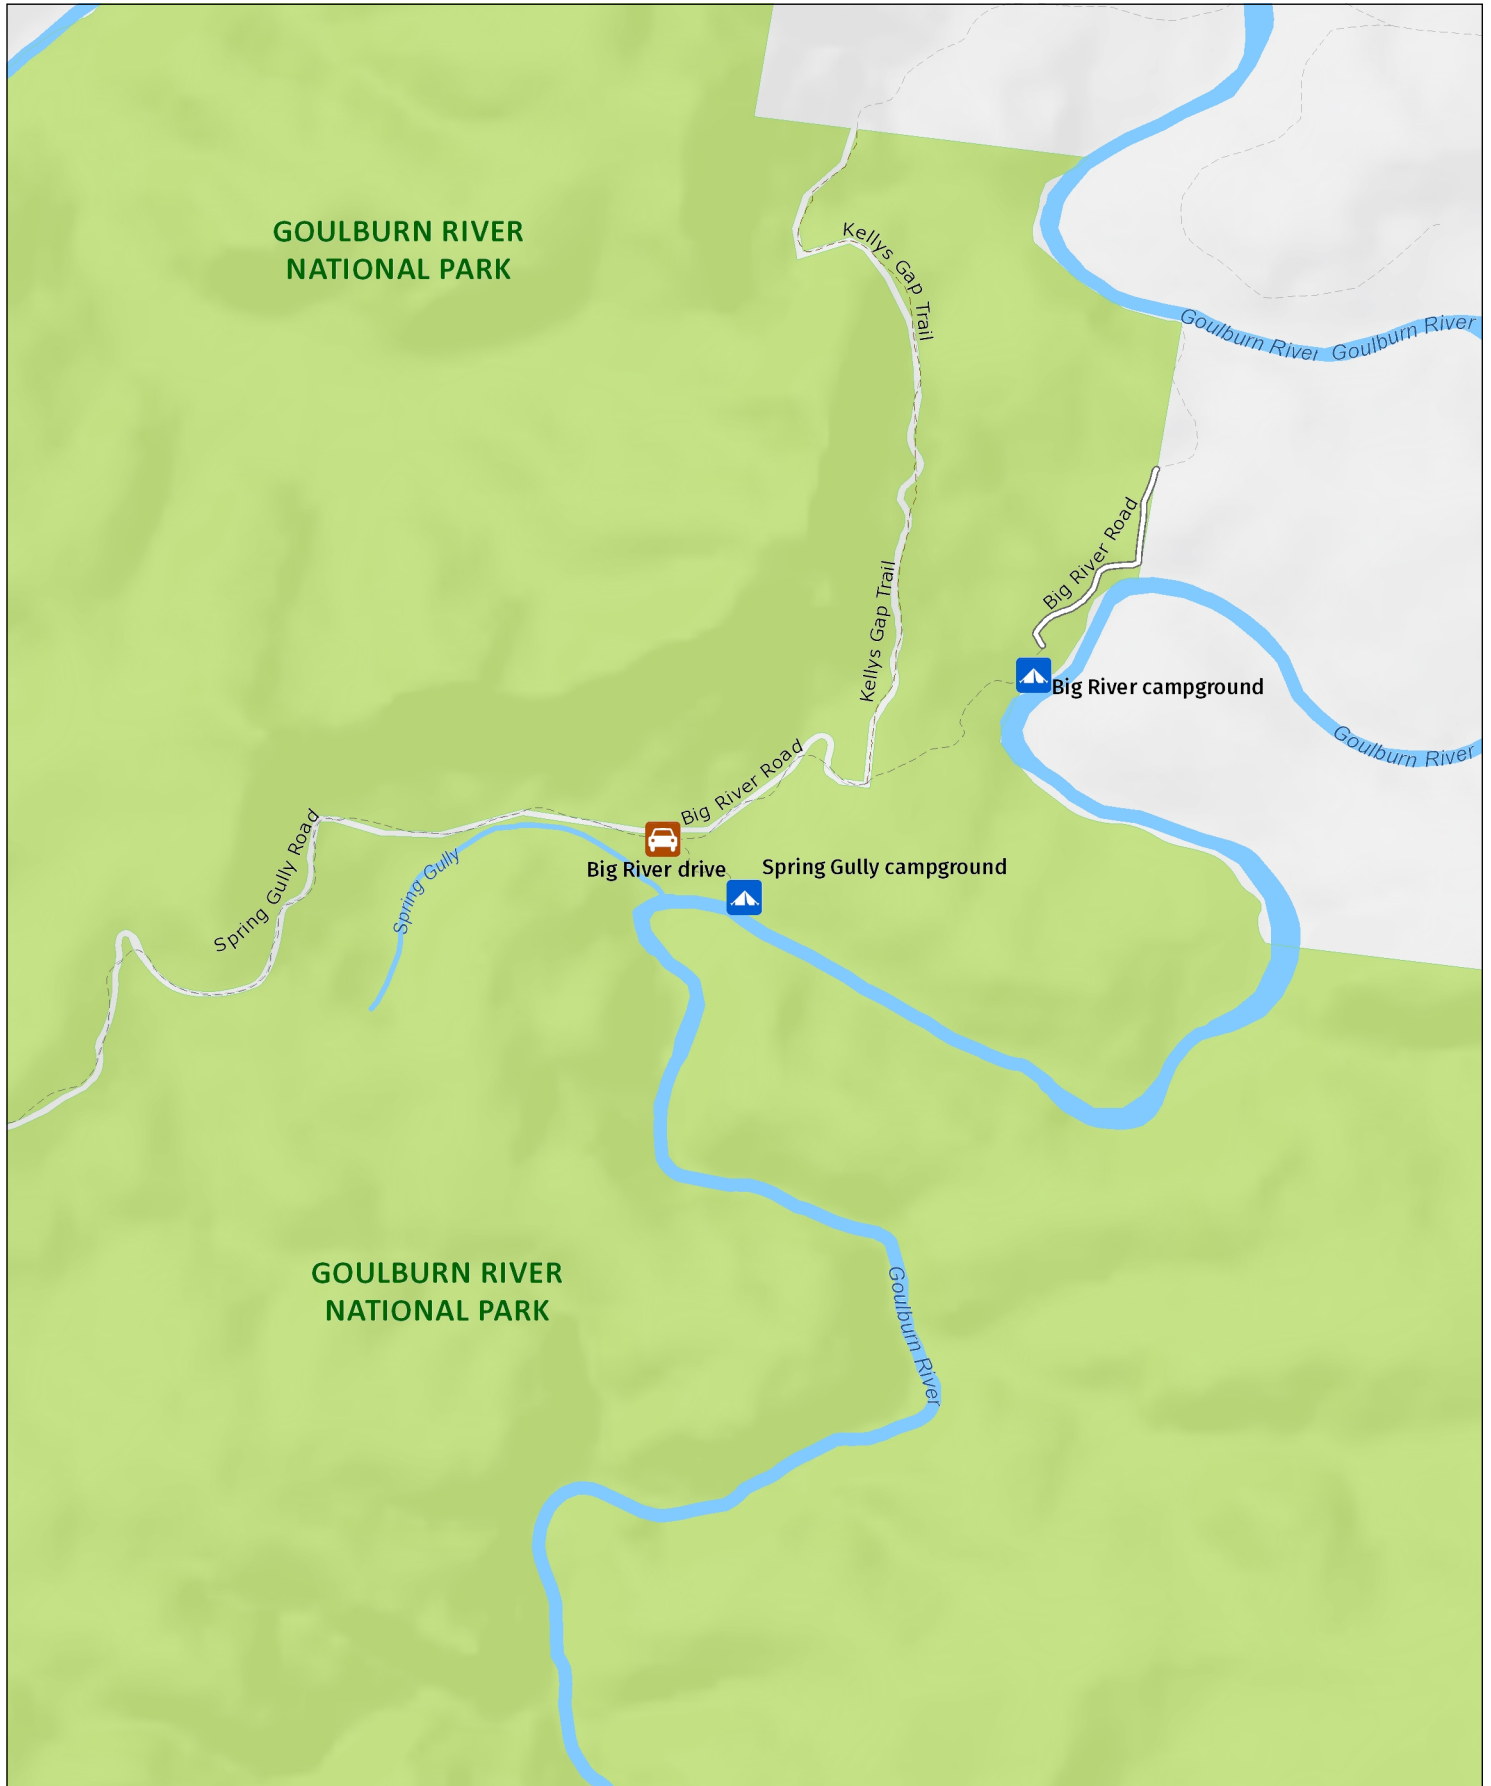 GOULBURN RIVER
NATIONAL PARK
Kellys Gap Trail
Goulburn River
Goulburn River
Big River Road
Kellys Gap Trail
Big River campground
Goulburn River
Big River Road
Spring Gully Road
Spring Gully
Big River drive
Spring Gully campground
GOULBURN RIVER
NATIONAL PARK
Goulburn River